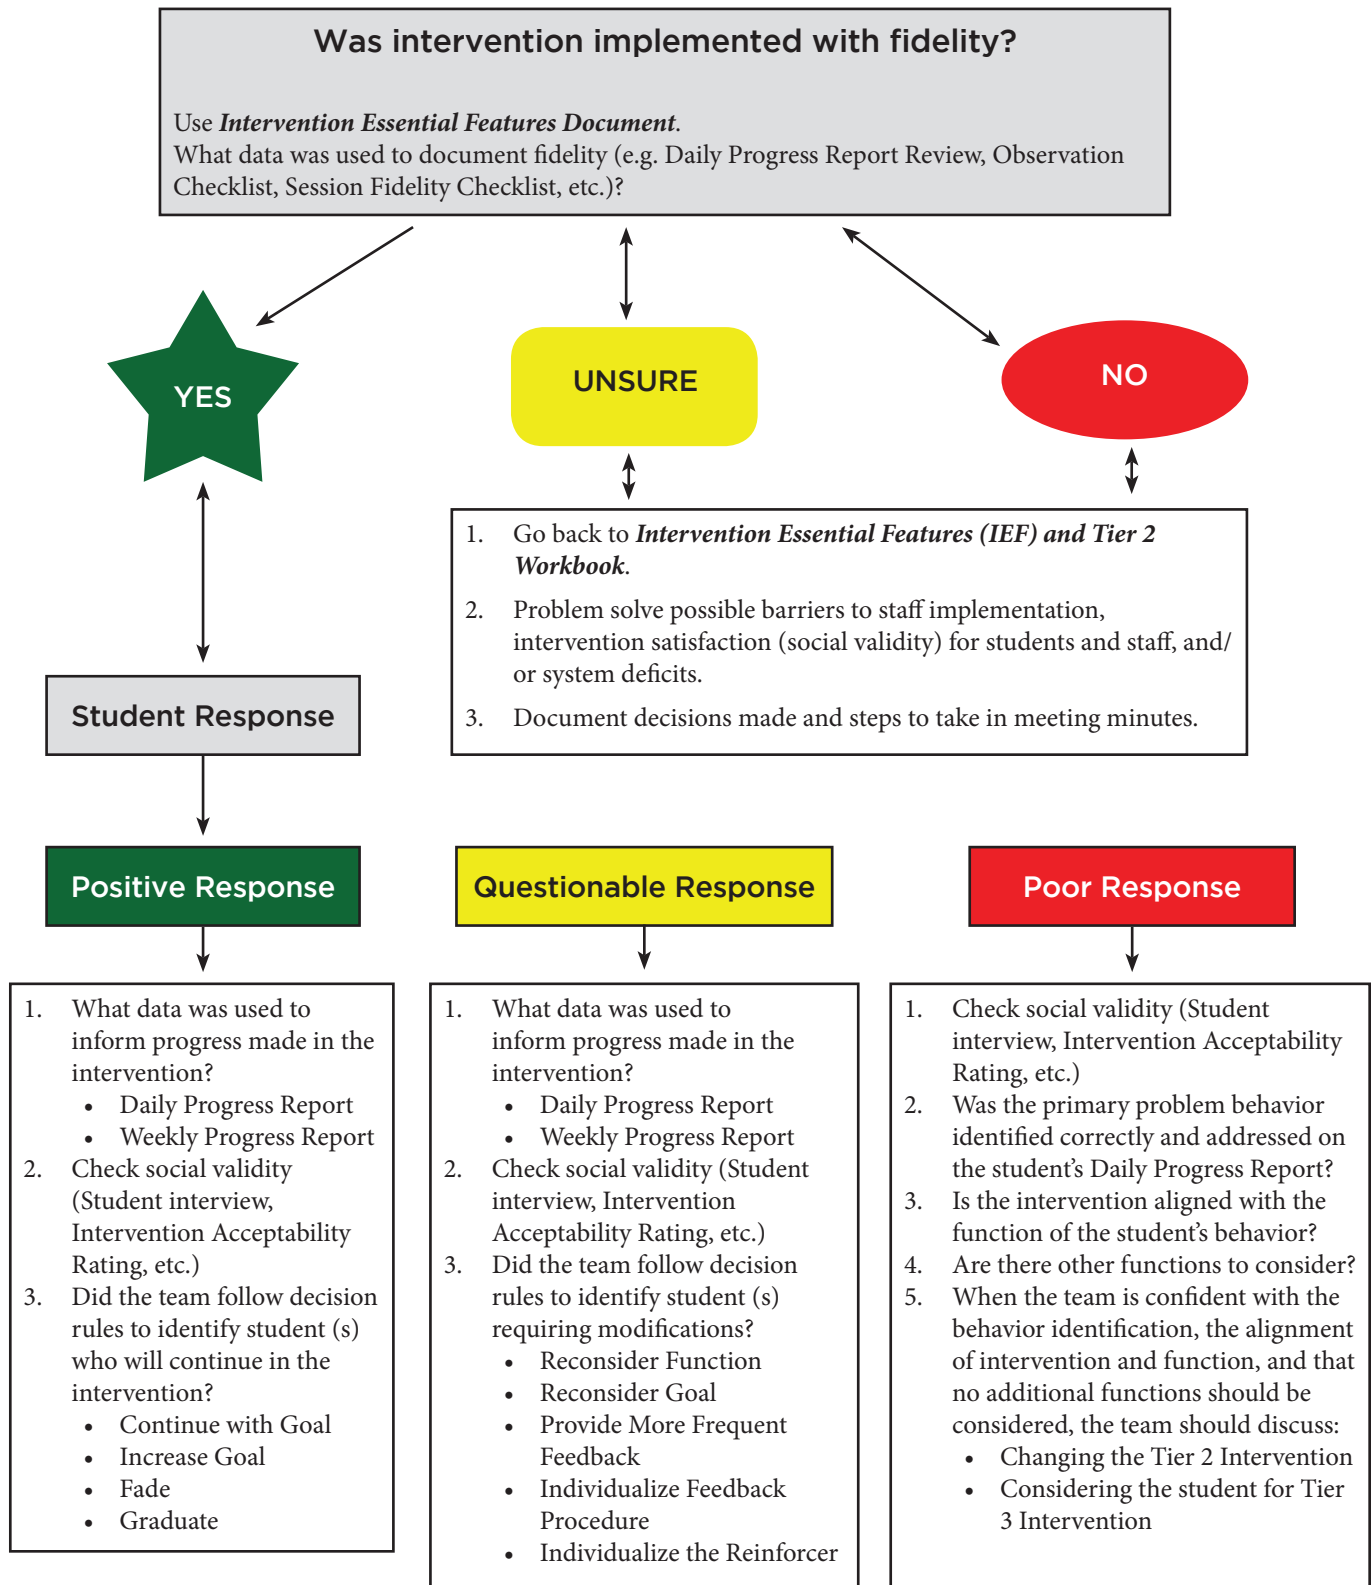 Was intervention implemented with fidelity?
Use Intervention Essential Features Document.
What data was used to document fidelity (e.g. Daily Progress Report Review, Observation
Checklist, Session Fidelity Checklist, etc.)?
YES
UNSURE
NO
1. Go back to Intervention Essential Features (IEF) and Tier 2
Workbook.
2. Problem solve possible barriers to staff implementation,
intervention satisfaction (social validity) for students and staff, and/
or system deficits.
3. Document decisions made and steps to take in meeting minutes.
Student Response
Positive Response
Questionable Response
Poor Response
1. What data was used to
inform progress made in the
intervention?
• Daily Progress Report
• Weekly Progress Report
2. Check social validity
(Student interview,
Intervention Acceptability
Rating, etc.)
3. Did the team follow decision
rules to identify student (s)
who will continue in the
intervention?
• Continue with Goal
• Increase Goal
• Fade
• Graduate
1. What data was used to
inform progress made in the
intervention?
• Daily Progress Report
• Weekly Progress Report
2. Check social validity (Student
interview, Intervention
Acceptability Rating, etc.)
3. Did the team follow decision
rules to identify student (s)
requiring modifications?
• Reconsider Function
• Reconsider Goal
• Provide More Frequent
Feedback
• Individualize Feedback
Procedure
• Individualize the Reinforcer
1. Check social validity (Student
interview, Intervention Acceptability
Rating, etc.)
2. Was the primary problem behavior
identified correctly and addressed on
the student's Daily Progress Report?
3. Is the intervention aligned with the
function of the student's behavior?
4. Are there other functions to consider?
5. When the team is confident with the
behavior identification, the alignment
of intervention and function, and that
no additional functions should be
considered, the team should discuss:
• Changing the Tier 2 Intervention
• Considering the student for Tier
3 Intervention